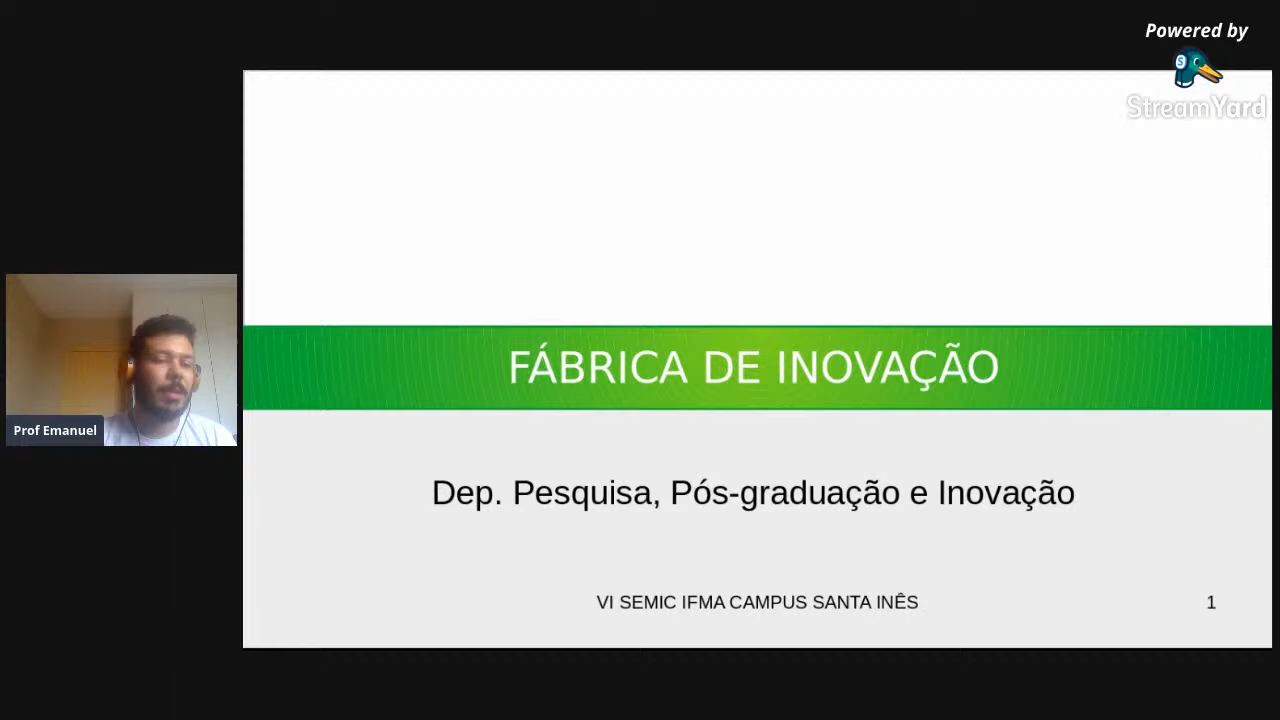 Powered by
StreamYard
FÁBRICA DE INOVAÇÃO
Prof Emanuel
Dep. Pesquisa, Pós-graduação e Inovação
VI SEMIC IFMA CAMPUS SANTA INÊS
1